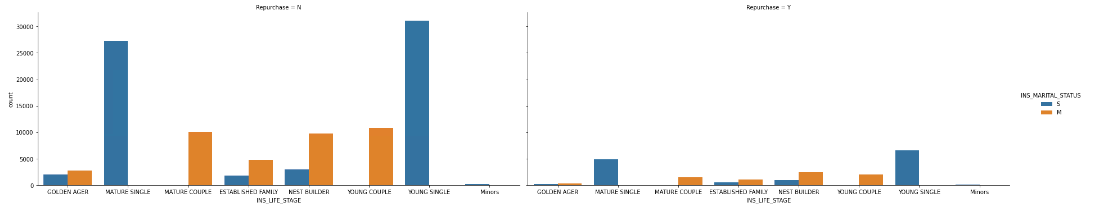 Repurchase = N
Repurchase = Y
30000
25000
20000
15000
10000
5000
0
count
GOLDEN AGER MATURE SINGLE MATURE COUPLE ESTABLISHED FAMILY NEST BUILDER YOUNG COUPLE YOUNG SINGLE Minors
INS_LIFE_STAGE
GOLDEN AGER MATURE SINGLE MATURE COUPLE ESTABLISHED FAMILY NEST BUILDER YOUNG COUPLE YOUNG SINGLE Minors
INS_LIFE_STAGE
INS_MARITAL_STATUS
S
M